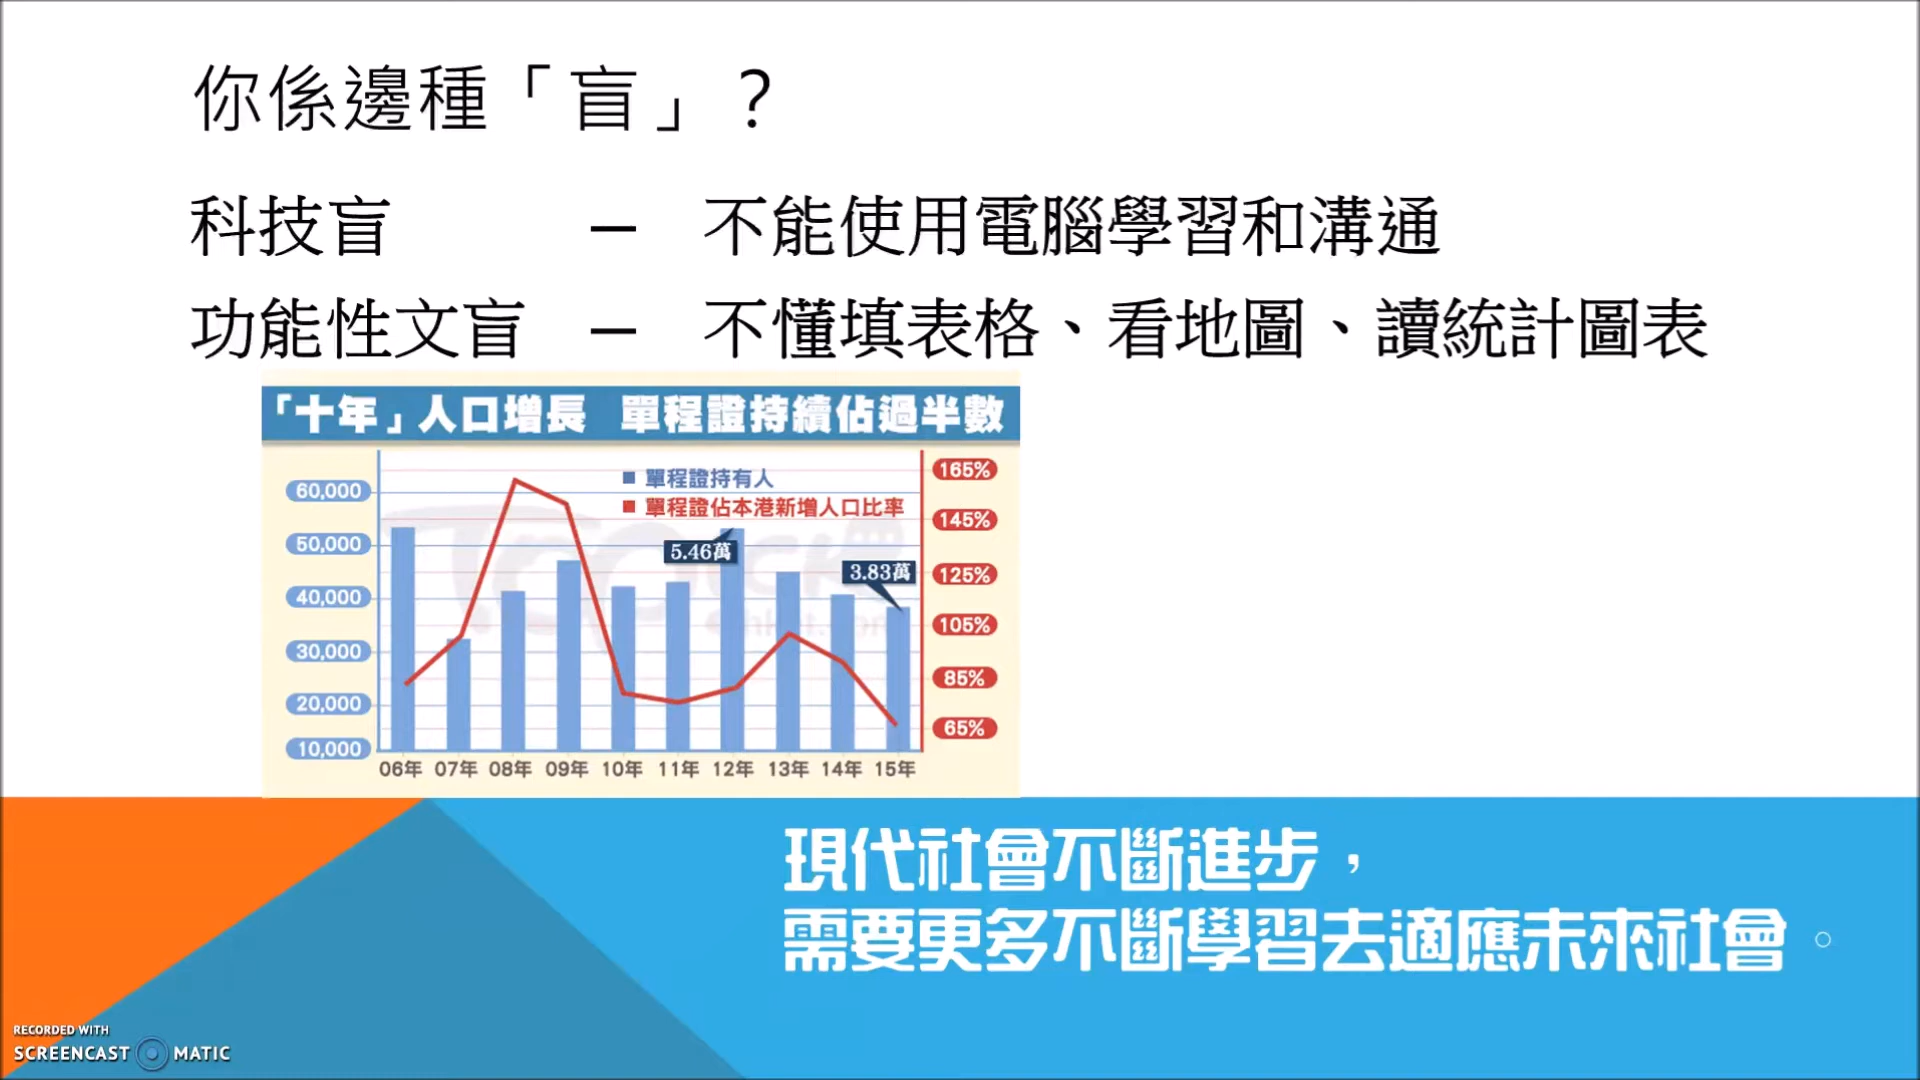 你係邊種「盲」？
科技盲 – 不能使用電腦學習和溝通
功能性文盲 – 不懂填表格、看地圖、讀統計圖表
「十年」人口增長 單程證持續佔過半數
單程證持有人
單程證佔本港新增人口比率
60,000
50,000
40,000
30,000
20,000
10,000
165%
145%
125%
105%
85%
65%
5.46萬
3.83萬
06年 07年 08年 09年 10年 11年 12年 13年 14年 15年
現代社會不斷進步，
需要更多不斷學習去適應未來社會。
RECORDED WITH
SCREENCAST MATIC